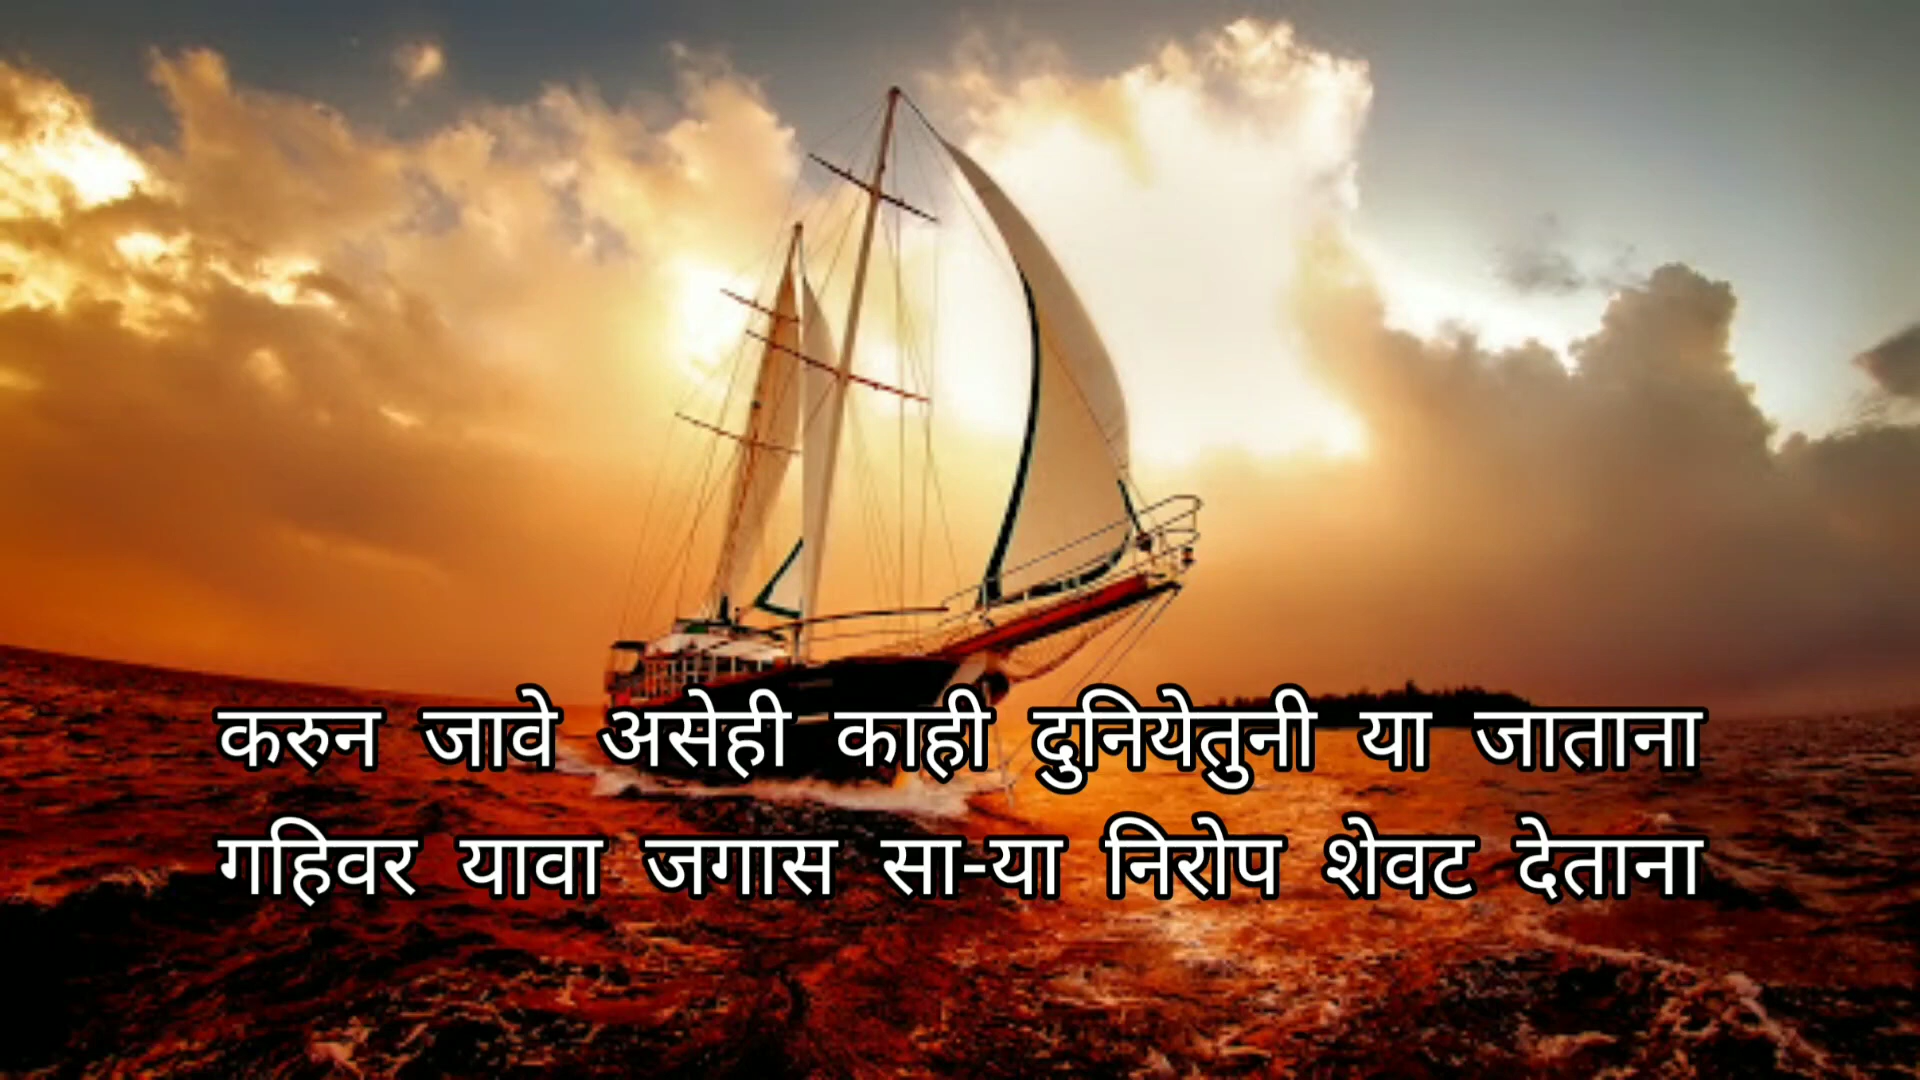 करुन जावे असेही काही दुनियेतुनी या जाताना
गहिवर यावा जगास सा-या निरोप शेवट देताना